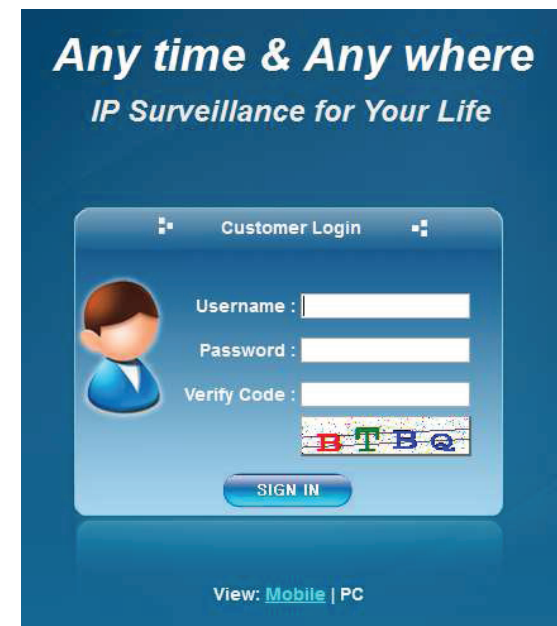 Any time & Any where
IP Surveillance for Your Life
Customer Login
Username :
Password :
Verify Code :
BTBQ
SIGN IN
View: Mobile | PC